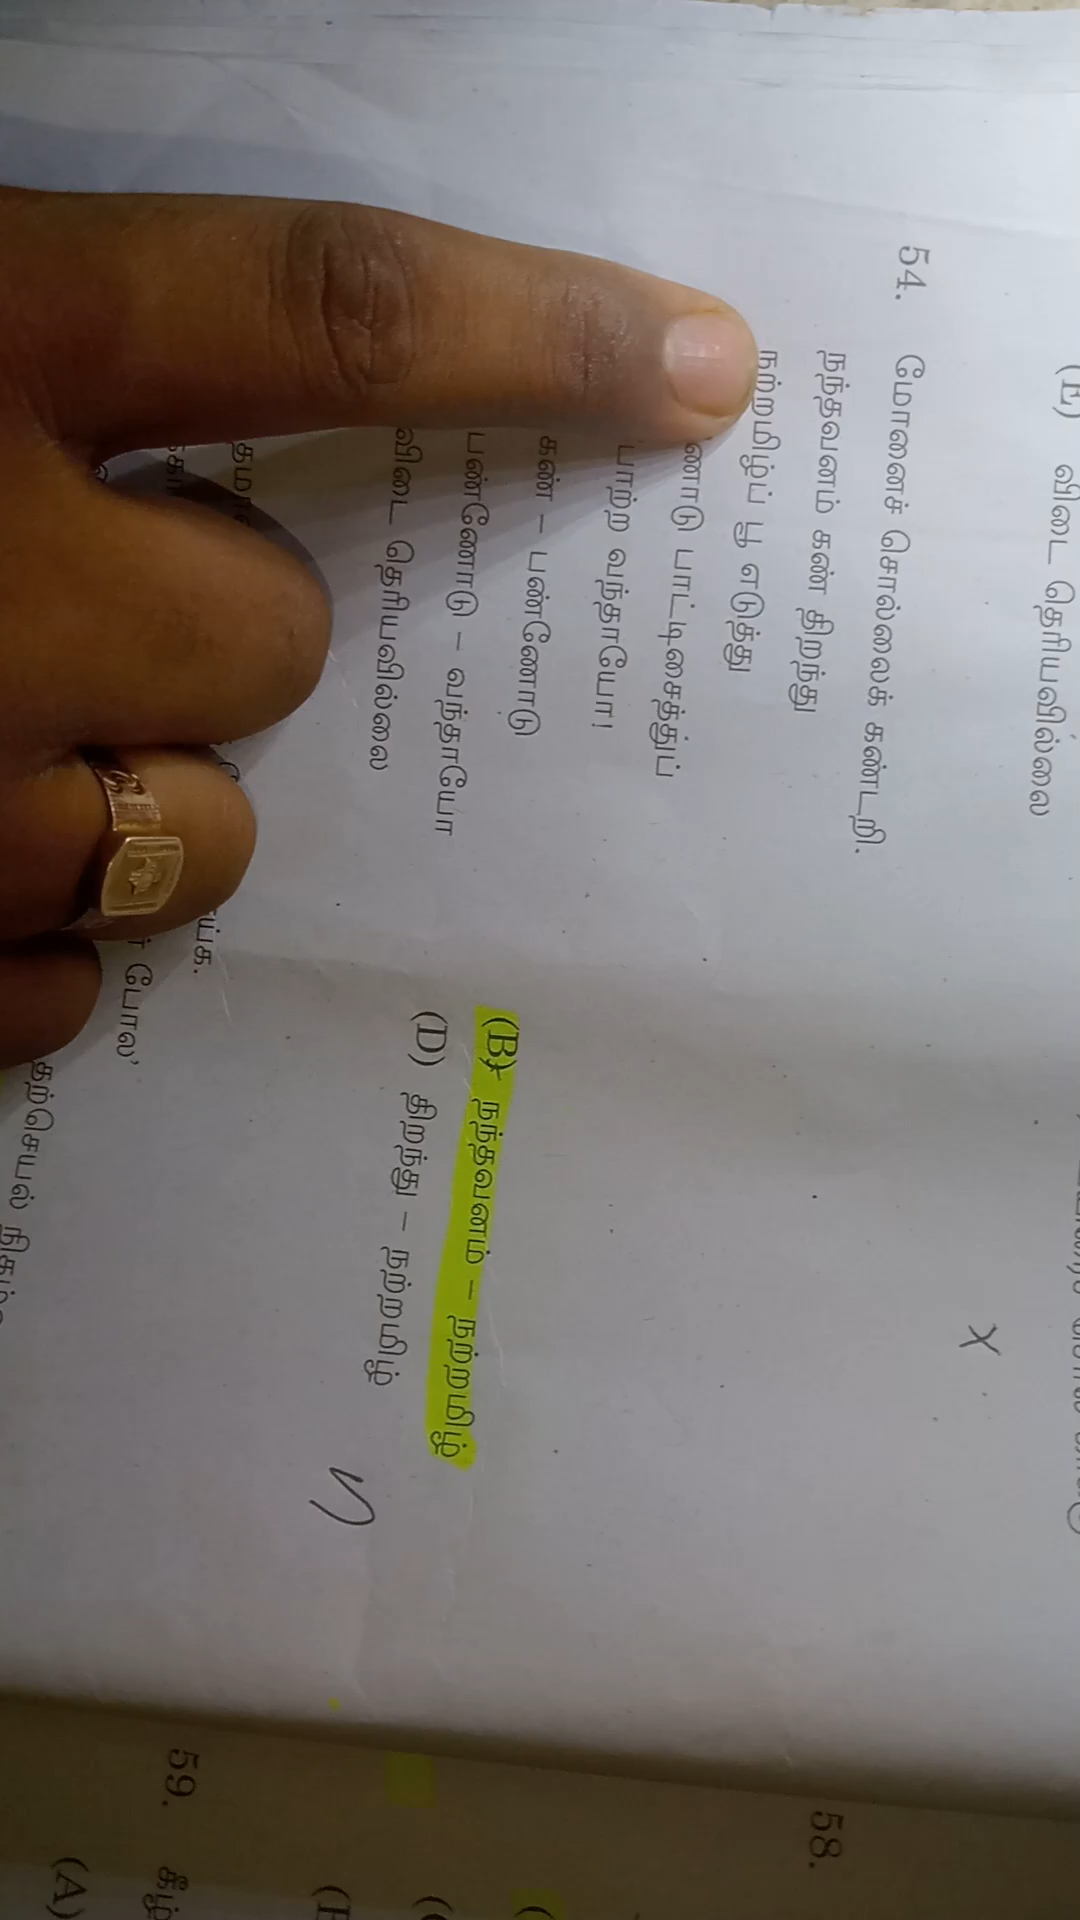 (E) விடை தெரியவில்லை
54. மோனைச் சொல்லைக் கண்டறி.
நந்தவனம் கண் திறந்து
நற்றமிழ்ப் பூ எடுத்து
பாட்டிசைத்துப்
வந்தாயோ!
கண் – பண்ணோடு
(B) நந்தவனம் – நற்றமிழ்
பண்ணோடு – வந்தாயோ
(D) திறந்து – நற்றமிழ்
விடை தெரியவில்லை
போல'
58.
59. கீழ்
(A)